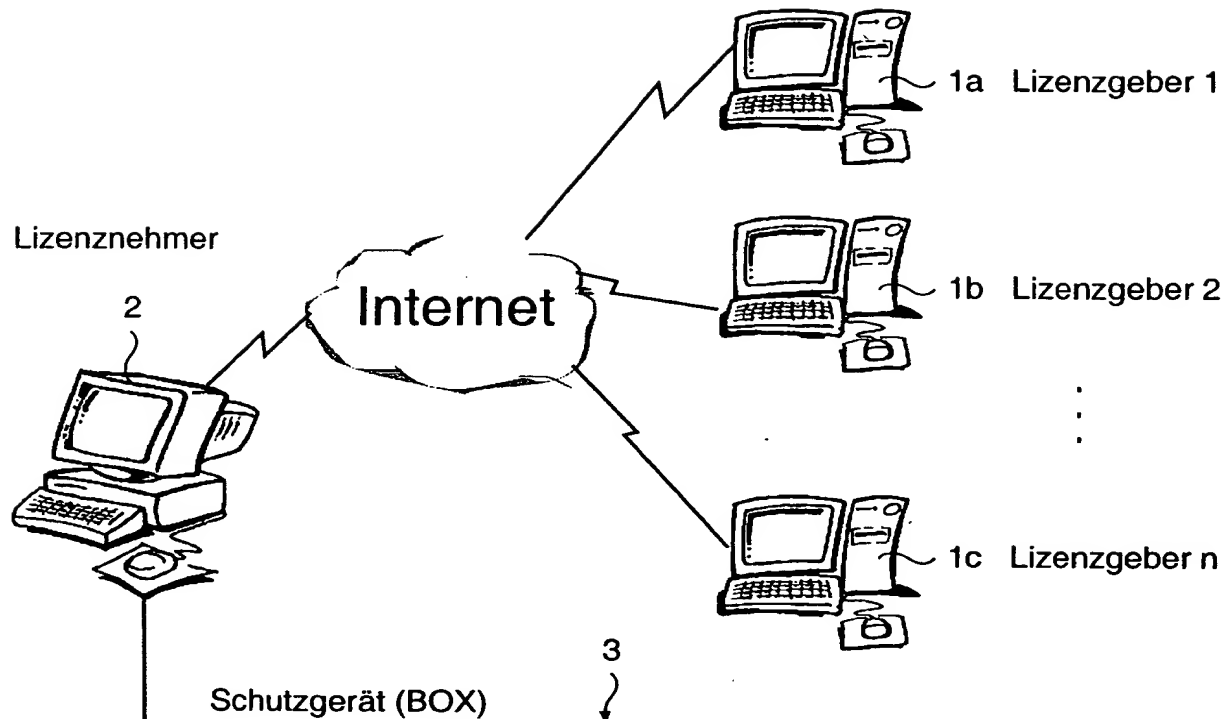 1a Lizenzgeber 1
Lizenznehmer
2
Internet
1b Lizenzgeber 2
1c Lizenzgeber n
3
Schutzgerät (BOX)